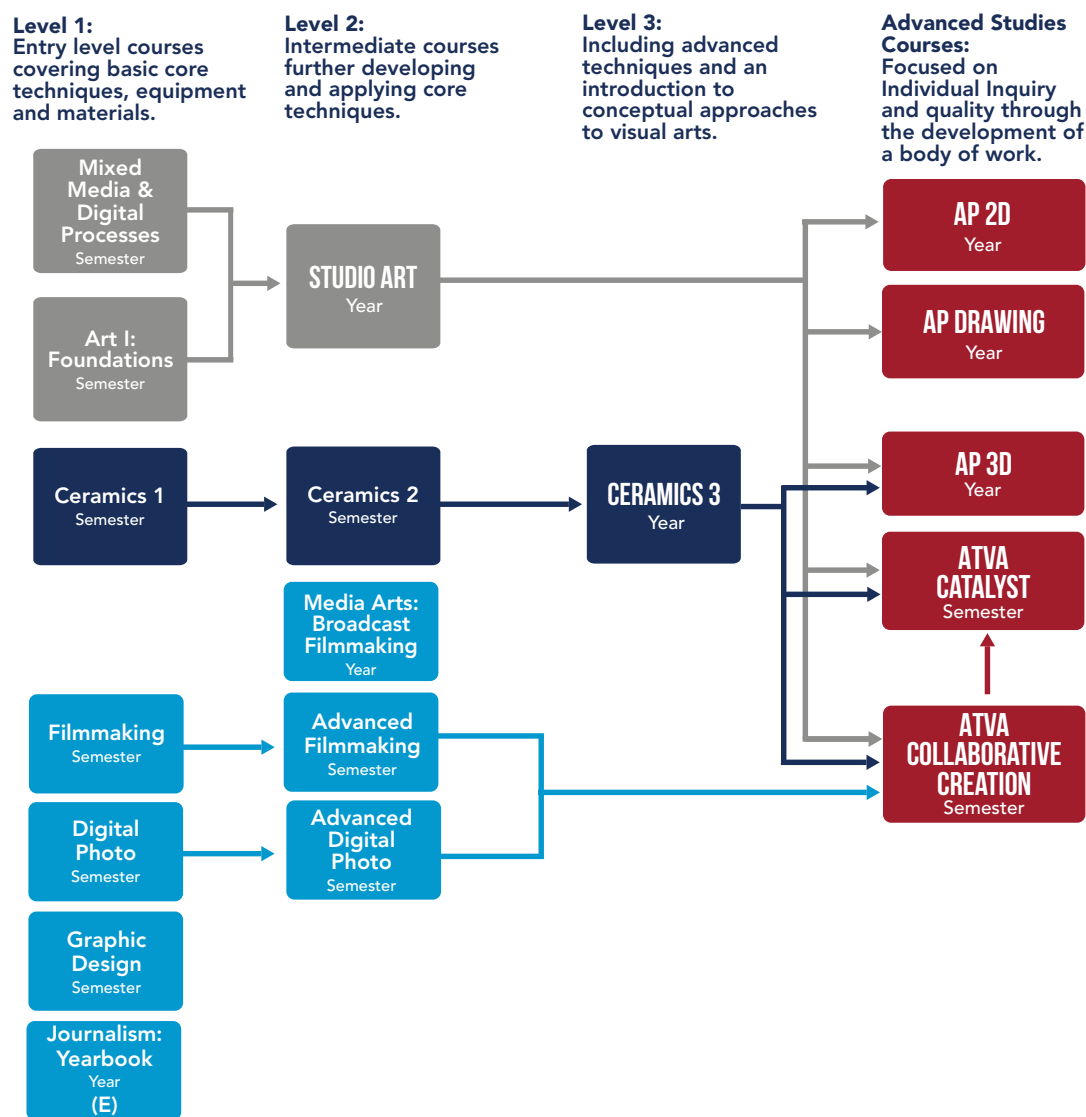 Level 1:
Entry level courses
covering basic core
techniques, equipment
and materials.
Level 2:
Intermediate courses
further developing
and applying core
techniques.
Level 3:
Including advanced
techniques and an
introduction to
conceptual approaches
to visual arts.
Advanced Studies
Courses:
Focused on
Individual Inquiry
and quality through
the development of
a body of work.
Mixed
Media &
Digital
Processes
Semester
Art I:
Foundations
Semester
STUDIO ART
Year
AP 2D
Year
AP DRAWING
Year
Ceramics 1
Semester
Ceramics 2
Semester
CERAMICS 3
Year
AP 3D
Year
ATVA
CATALYST
Semester
Media Arts:
Broadcast
Filmmaking
Year
Filmmaking
Semester
Advanced
Filmmaking
Semester
ATVA
COLLABORATIVE
CREATION
Semester
Digital
Photo
Semester
Advanced
Digital
Photo
Semester
Graphic
Design
Semester
Journalism:
Yearbook
Year
(E)